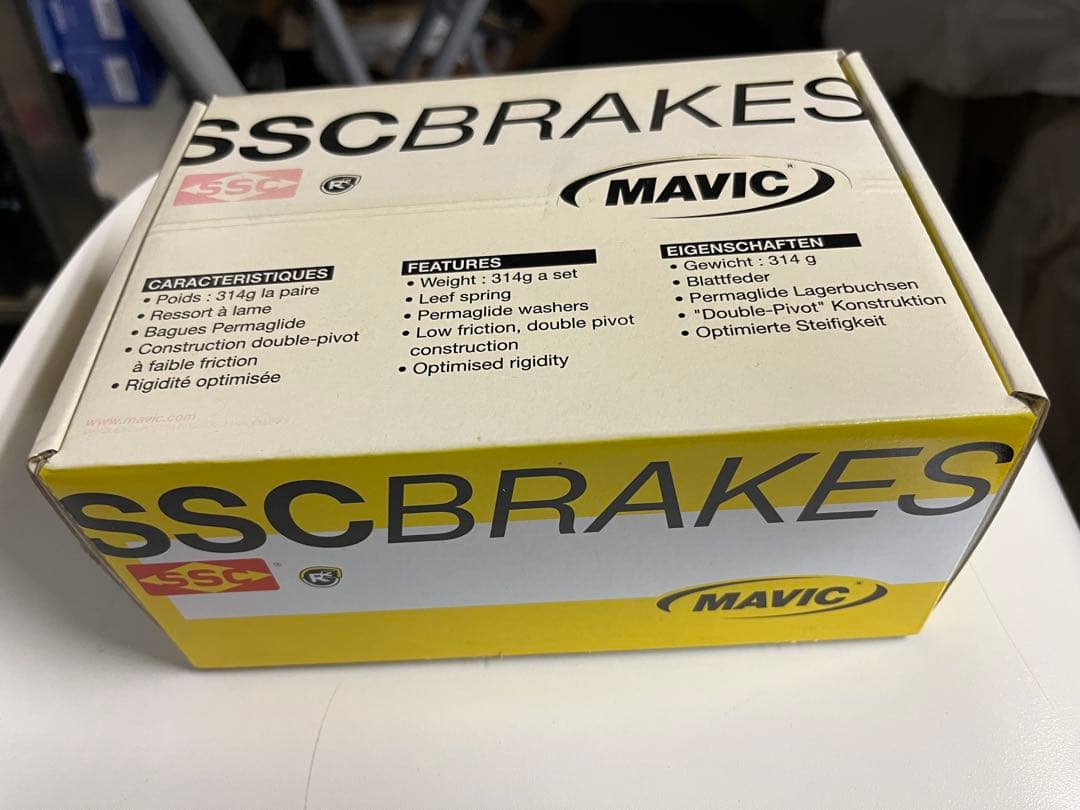 SSCBRAKES
SSC
R
MAVIC
CARACTERISTIQUES
• Poids : 314g la paire
• Ressort à lame
• Bagues Permaglide
• Construction double-pivot
à faible friction
• Rigidité optimisée
FEATURES
• Weight : 314g a set
• Leef spring
• Permaglide washers
• Low friction, double pivot
construction
• Optimised rigidity
EIGENSCHAFTEN
• Gewicht : 314 g
• Blattfeder
• Permaglide Lagerbuchsen
• "Double-Pivot" Konstruktion
• Optimierte Steifigkeit
www.mavic.com
SSCBRAKES
SSC
R
MAVIC